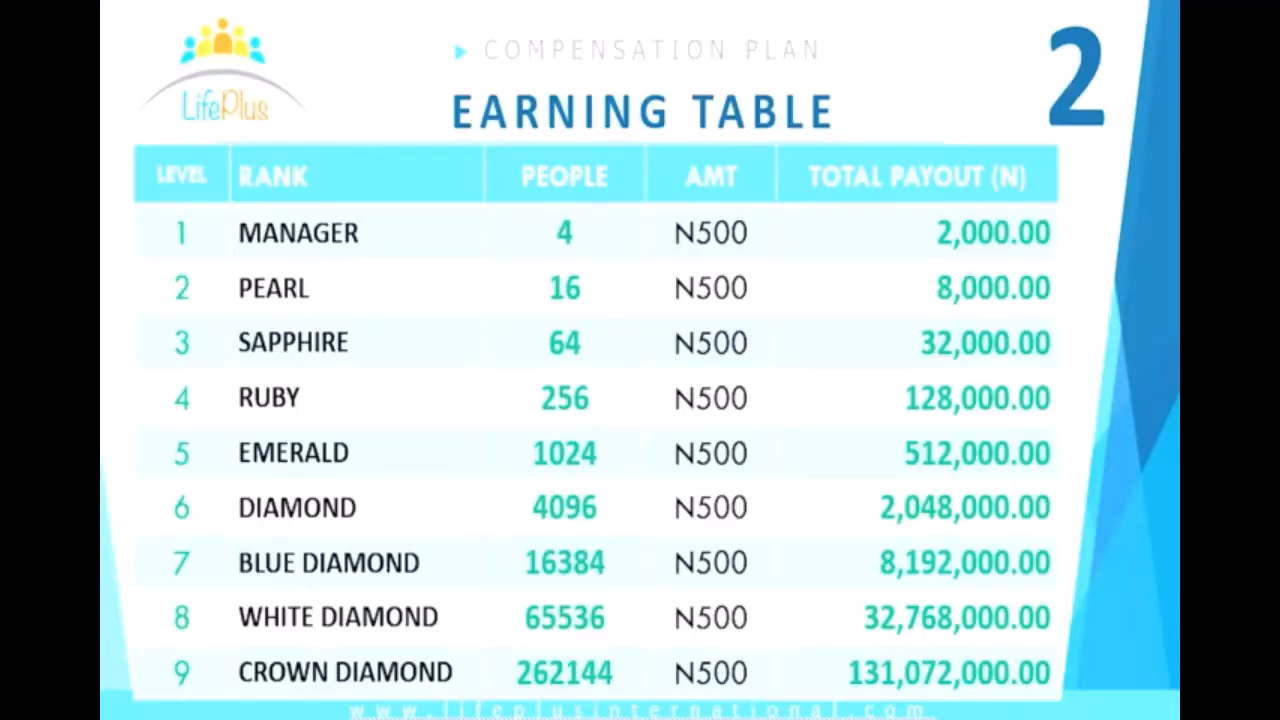 LifePlus
COMPENSATION PLAN
2
EARNING TABLE
LEVEL RANK PEOPLE AMT TOTAL PAYOUT (N)
1 MANAGER 4 N500 2,000.00
2 PEARL 16 N500 8,000.00
3 SAPPHIRE 64 N500 32,000.00
4 RUBY 256 N500 128,000.00
5 EMERALD 1024 N500 512,000.00
6 DIAMOND 4096 N500 2,048,000.00
7 BLUE DIAMOND 16384 N500 8,192,000.00
8 WHITE DIAMOND 65536 N500 32,768,000.00
9 CROWN DIAMOND 262144 N500 131,072,000.00
www.lifeplusinternational.com